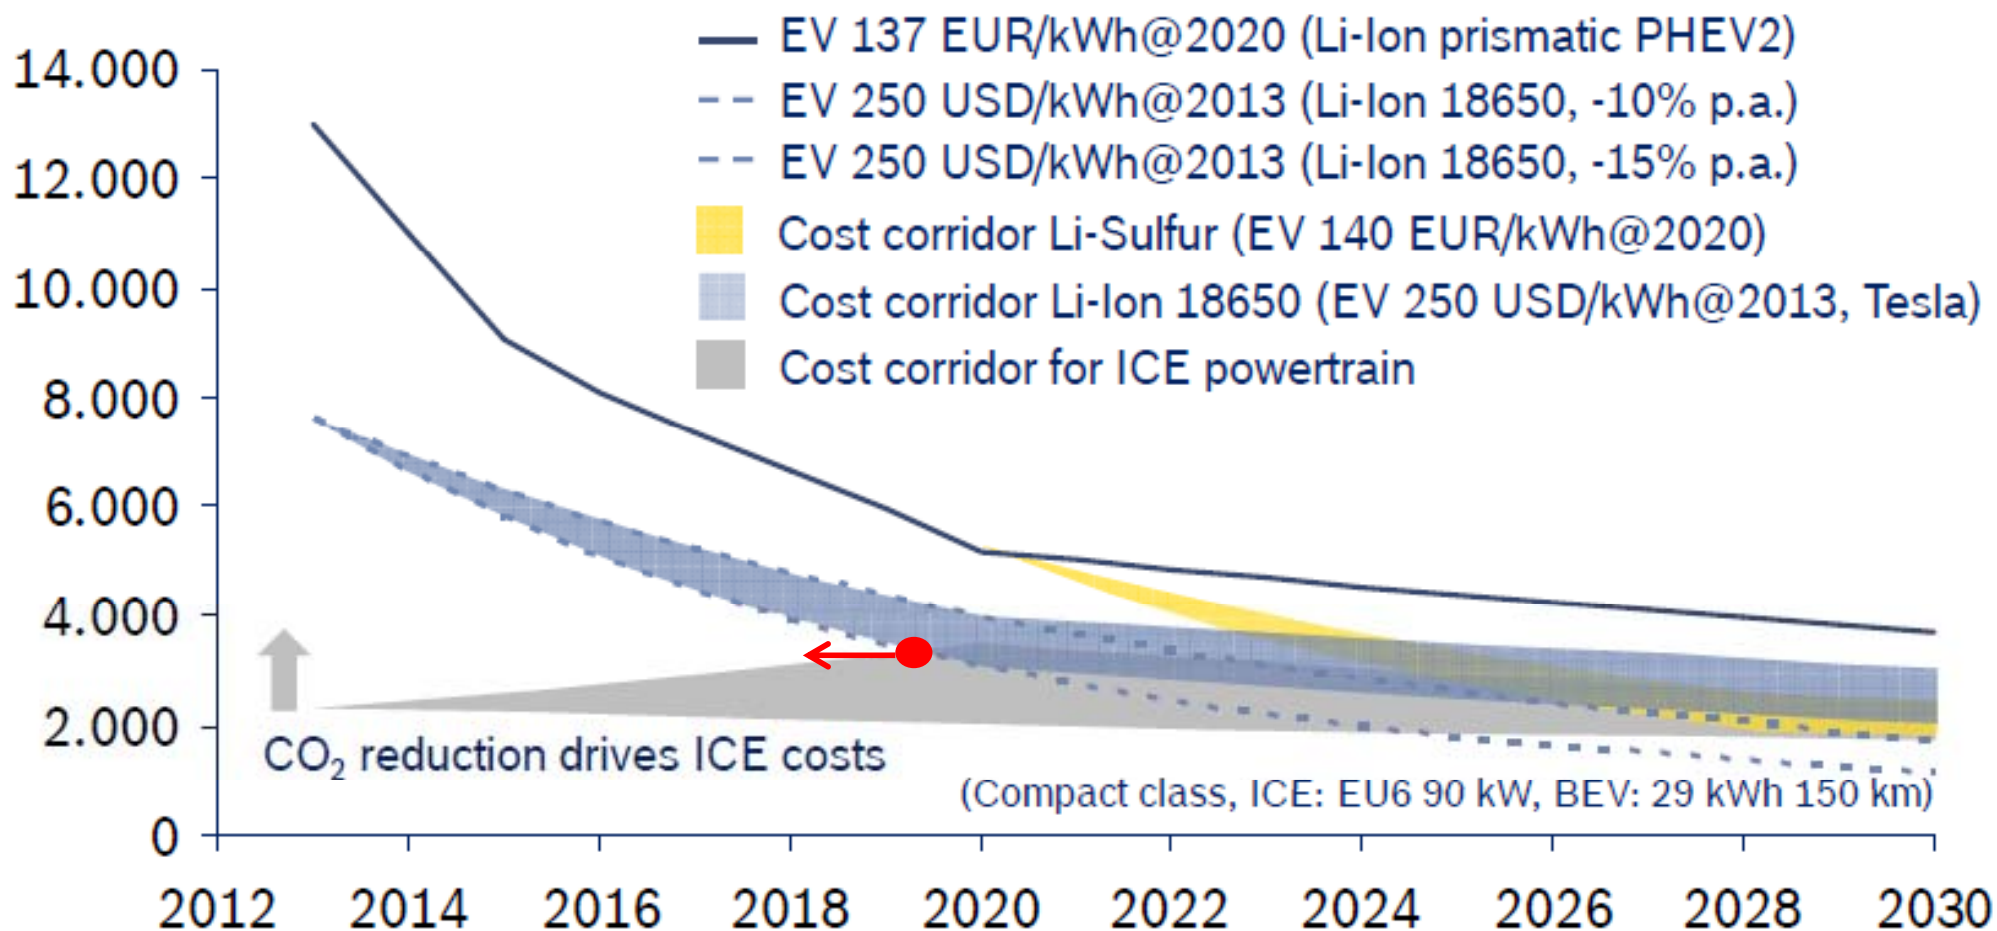 EV 137 EUR/kWh@2020 (Li-Ion prismatic PHEV2)
EV 250 USD/kWh@2013 (Li-Ion 18650, -10% p.a.)
EV 250 USD/kWh@2013 (Li-Ion 18650, -15% p.a.)
Cost corridor Li-Sulfur (EV 140 EUR/kWh@2020)
Cost corridor Li-Ion 18650 (EV 250 USD/kWh@2013, Tesla)
Cost corridor for ICE powertrain
14.000
12.000
10.000
8.000
6.000
4.000
2.000
0
CO₂ reduction drives ICE costs
(Compact class, ICE: EU6 90 kW, BEV: 29 kWh 150 km)
2012 2014 2016 2018 2020 2022 2024 2026 2028 2030